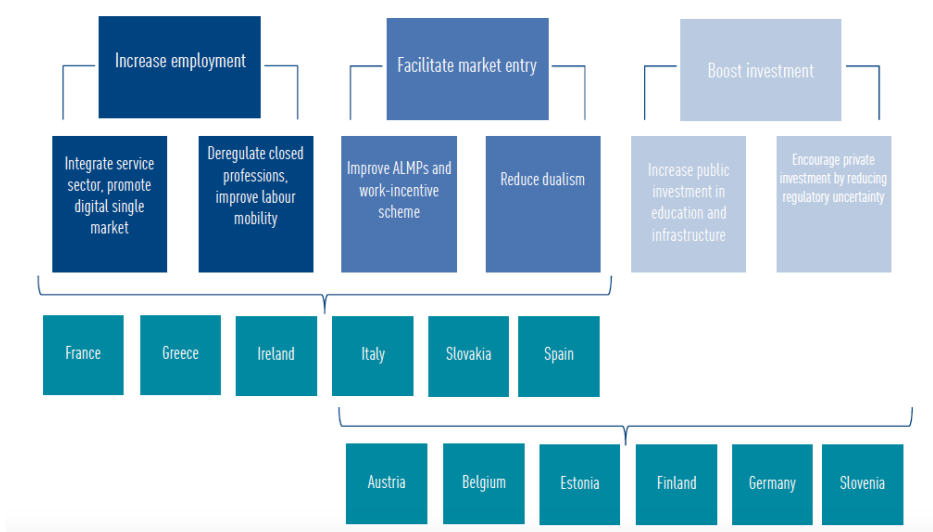 Increase employment
Facilitate market entry
Boost investment
Integrate service
sector, promote
digital single
market
Deregulate closed
professions,
improve labour
mobility
Improve ALMPs and
work-incentive
scheme
Reduce dualism
Increase public
investment in
education and
infrastructure
Encourage private
investment by reducing
regulatory uncertainty
France
Greece
Ireland
Italy
Slovakia
Spain
Austria
Belgium
Estonia
Finland
Germany
Slovenia